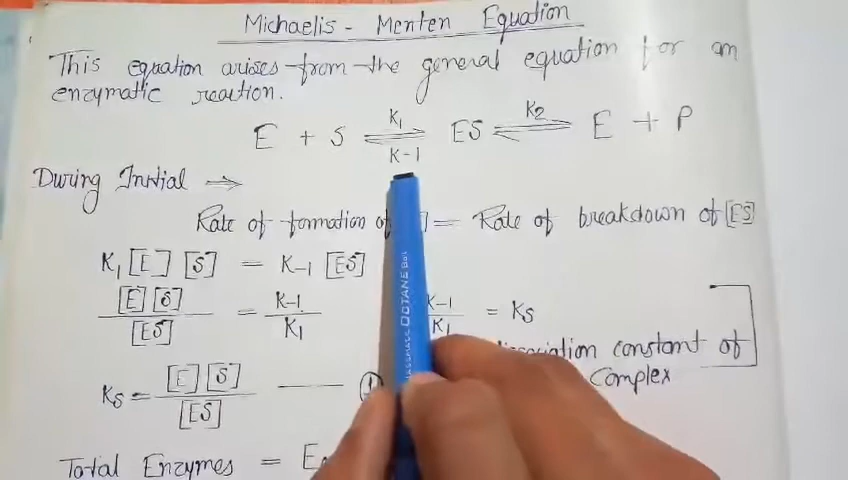 Michaelis - Menten Equation
This equation arises from the general equation for an
enzymatic reaction.
K1 K2
E + S ⇌ ES ⇌ E + P
K-1
During Initial ⇒
Rate of formation of = Rate of breakdown of [ES]
K1 [E] [S] = K-1 [ES]
[E] [S] / [ES] = K-1 / K1 K-1 / K1 = Ks
constant of
Complex
Ks = [E] [S] / [ES] —— 1
Total Enzymes = E
OCTANE